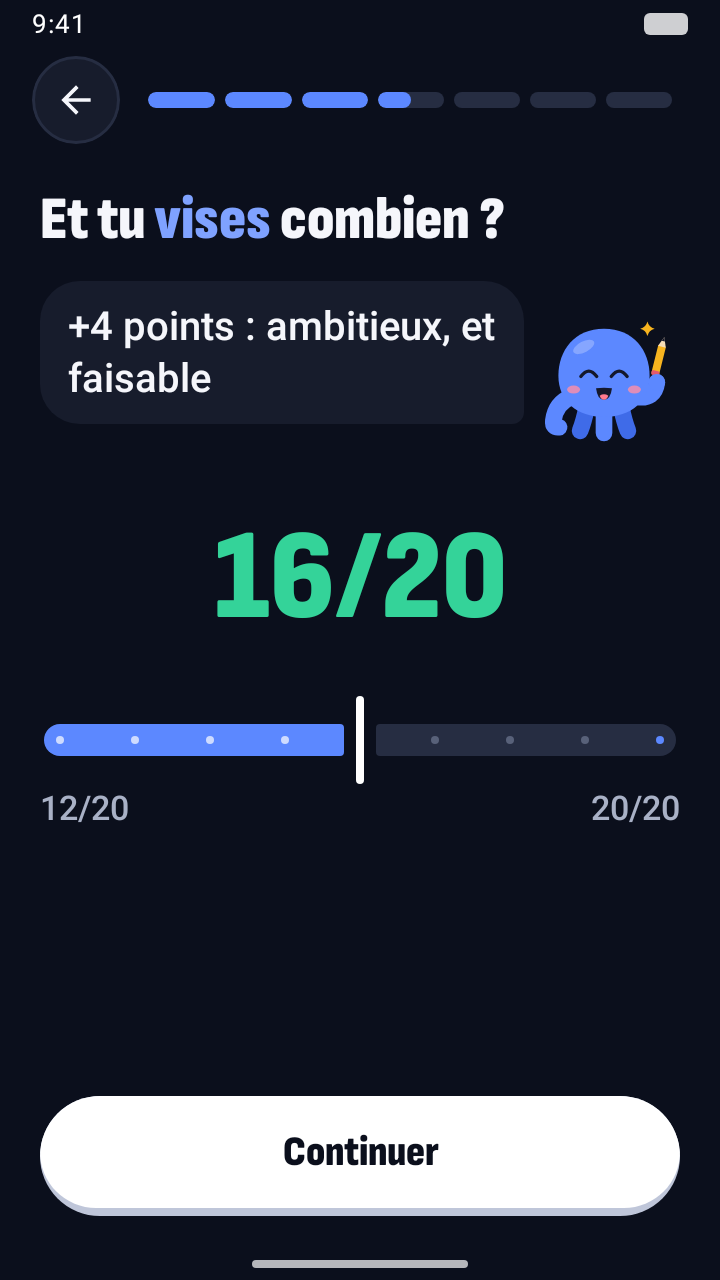 9:41
Et tu vises combien ?
+4 points : ambitieux, et
faisable
16/20
12/20
20/20
Continuer